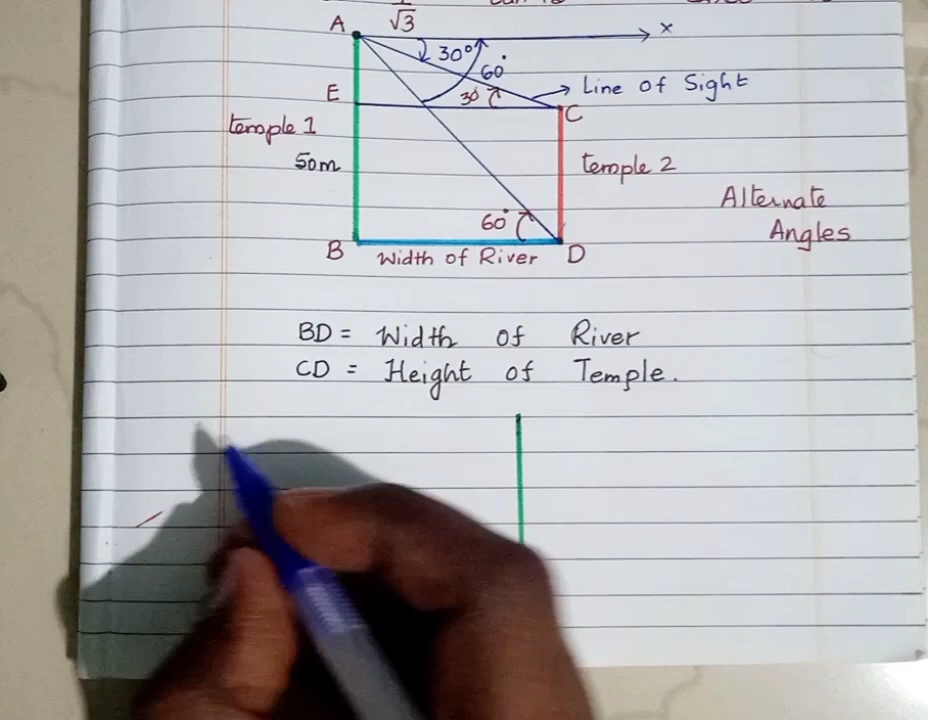 √3
A
x
30°
60°
E
30°
Line of Sight
C
temple 1
50m
temple 2
Alternate
Angles
60°
B
Width of River
D
BD = Width of River
CD = Height of Temple.